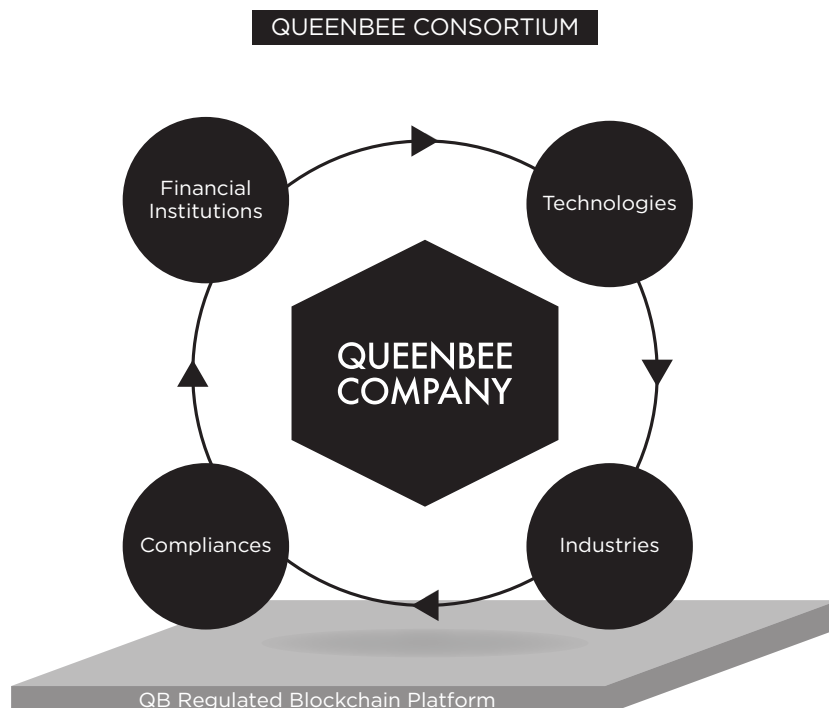 QUEENBEE CONSORTIUM
Financial
Institutions
Technologies
QUEENBEE
COMPANY
Compliances
Industries
QB Regulated Blockchain Platform